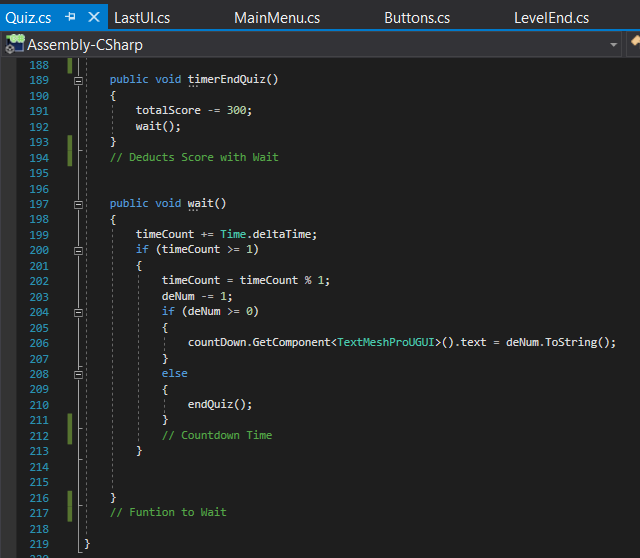 Quiz.cs LastUI.cs MainMenu.cs Buttons.cs LevelEnd.cs
Assembly-CSharp
188
189 public void timerEndQuiz()
190 {
191 totalScore -= 300;
192 wait();
193 }
194 // Deducts Score with Wait
195
196
197 public void wait()
198 {
199 timeCount += Time.deltaTime;
200 if (timeCount >= 1)
201 {
202 timeCount = timeCount % 1;
203 deNum -= 1;
204 if (deNum >= 0)
205 {
206 countDown.GetComponent<TextMeshProUGUI>().text = deNum.ToString();
207 }
208 else
209 {
210 endQuiz();
211 }
212 // Countdown Time
213 }
214
215
216 }
217 // Funtion to Wait
218
219 }